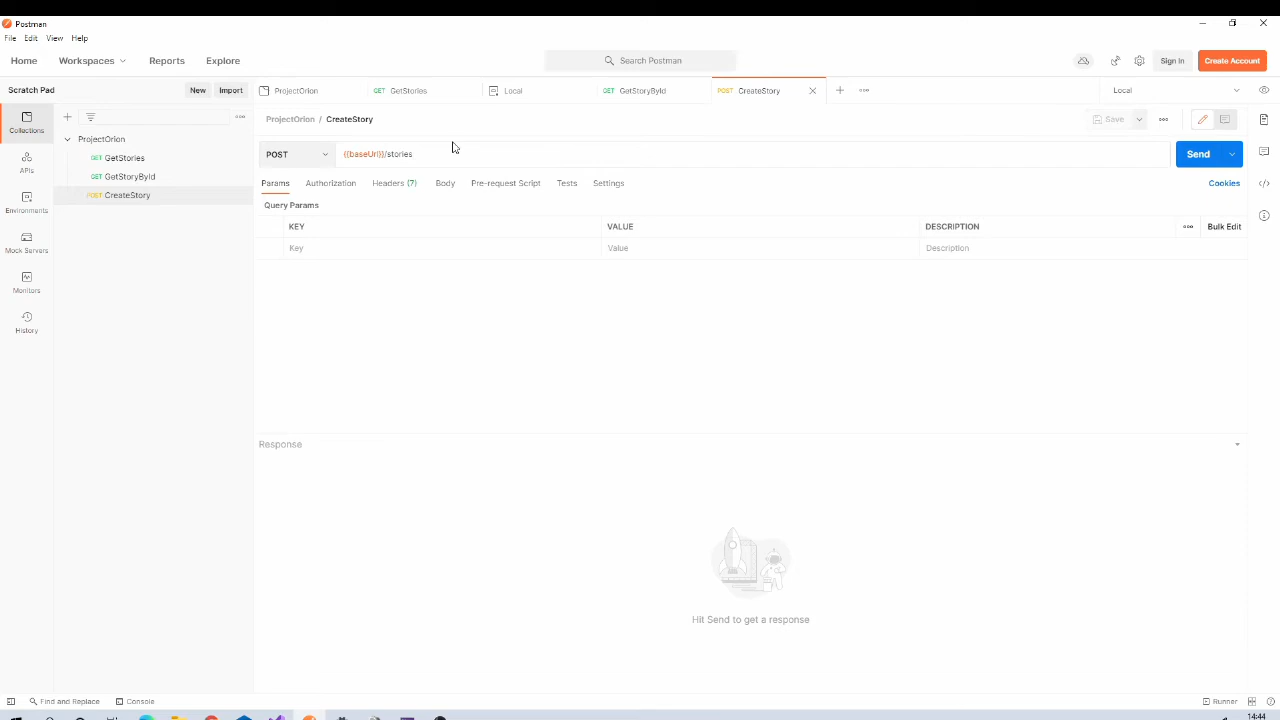 Postman
File Edit View Help
Home Workspaces Reports Explore Search Postman Sign In Create Account
Scratch Pad New Import ProjectOrion GET GetStories Local GET GetStoryById POST CreateStory Local
Collections
APIs
Environments
Mock Servers
Monitors
History
ProjectOrion
GET GetStories
GET GetStoryById
POST CreateStory
ProjectOrion / CreateStory Save
POST {{baseUrl}}/stories Send
Params Authorization Headers (7) Body Pre-request Script Tests Settings Cookies
Query Params
KEY VALUE DESCRIPTION Bulk Edit
Key Value Description
Response
Hit Send to get a response
Find and Replace Console Runner
14:44